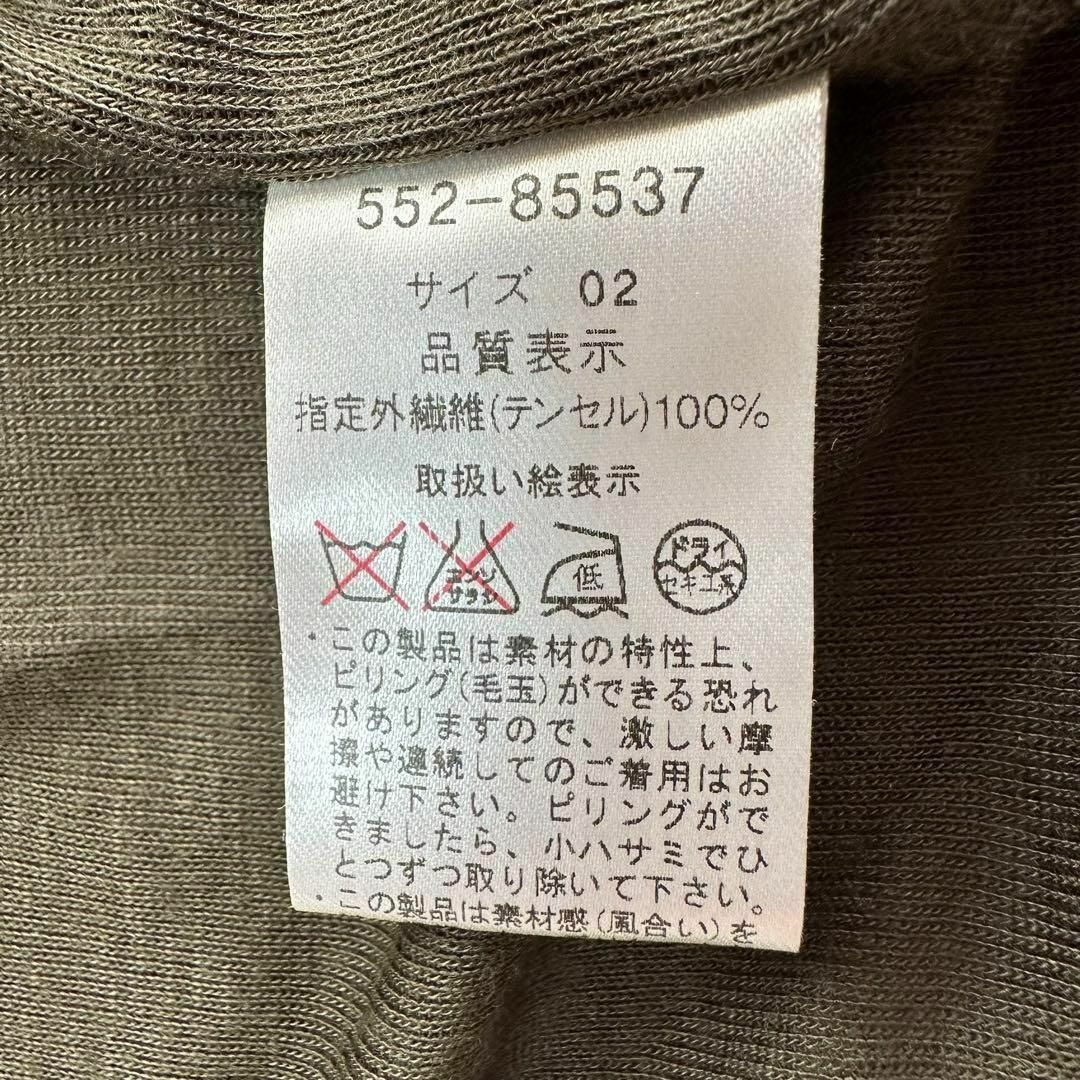 552-85537
サイズ 02
品質表示
指定外繊維(テンセル)100%
取扱い絵表示
エンソ
サラシ
低
ドライ
セキユ系
・この製品は素材の特性上、
ピリング(毛玉)ができる恐れ
がありますので、激しい摩
擦や連続してのご着用はお
避け下さい。ピリングがで
きましたら、小ハサミでひ
とつずつ取り除いて下さい。
・この製品は素材感(風合い)を